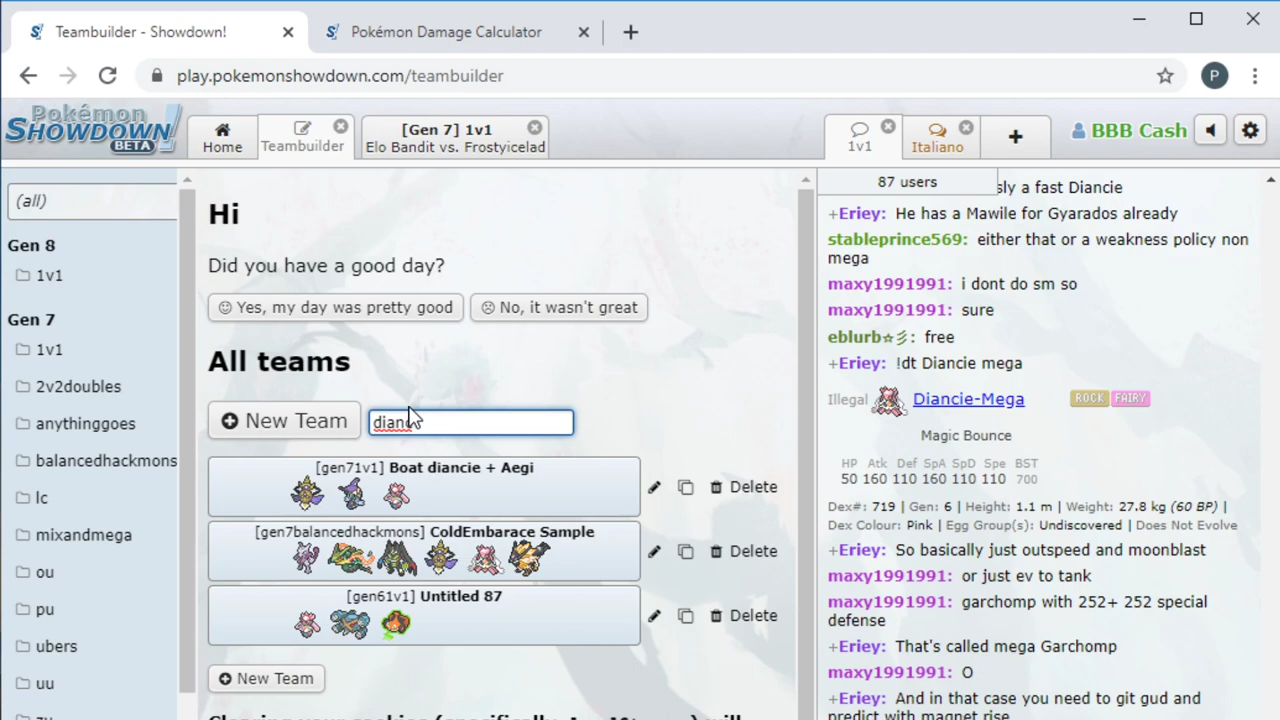 Teambuilder - Showdown!
Pokémon Damage Calculator
play.pokemonshowdown.com/teambuilder
P
Pokémon
SHOWDOWN!
BETA
Home
Teambuilder
[Gen 7] 1v1
Elo Bandit vs. Frostyicelad
1v1
Italiano
BBB Cash
(all)
Gen 8
1v1
Gen 7
1v1
2v2doubles
anythinggoes
balancedhackmons
lc
mixandmega
ou
pu
ubers
uu
Hi
Did you have a good day?
Yes, my day was pretty good
No, it wasn't great
All teams
New Team
[gen71v1] Boat diancie + Aegi
Delete
[gen7balancedhackmons] ColdEmbrace Sample
Delete
[gen61v1] Untitled 87
Delete
New Team
87 users
sly a fast Diancie
+Eriey: He has a Mawile for Gyarados already
stableprince569: either that or a weakness policy non
mega
maxy1991991: i dont do sm so
maxy1991991: sure
eblurb☆彡: free
+Eriey: !dt Diancie mega
Illegal Diancie-Mega ROCK FAIRY
Magic Bounce
HP Atk Def SpA SpD Spe BST
50 160 110 160 110 110 700
Dex#: 719 | Gen: 6 | Height: 1.1 m | Weight: 27.8 kg (60 BP) |
Dex Colour: Pink | Egg Group(s): Undiscovered | Does Not Evolve
+Eriey: So basically just outspeed and moonblast
maxy1991991: or just ev to tank
maxy1991991: garchomp with 252+ 252 special
defense
+Eriey: That's called mega Garchomp
maxy1991991: O
+Eriey: And in that case you need to git gud and
predict with magnet rise